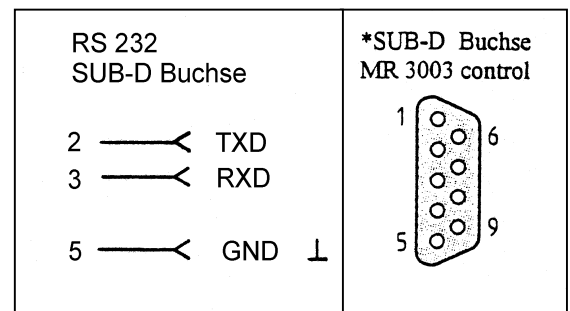 RS 232
SUB-D Buchse
2 TXD
3 RXD
5 GND
*SUB-D Buchse
MR 3003 control
1
6
5
9